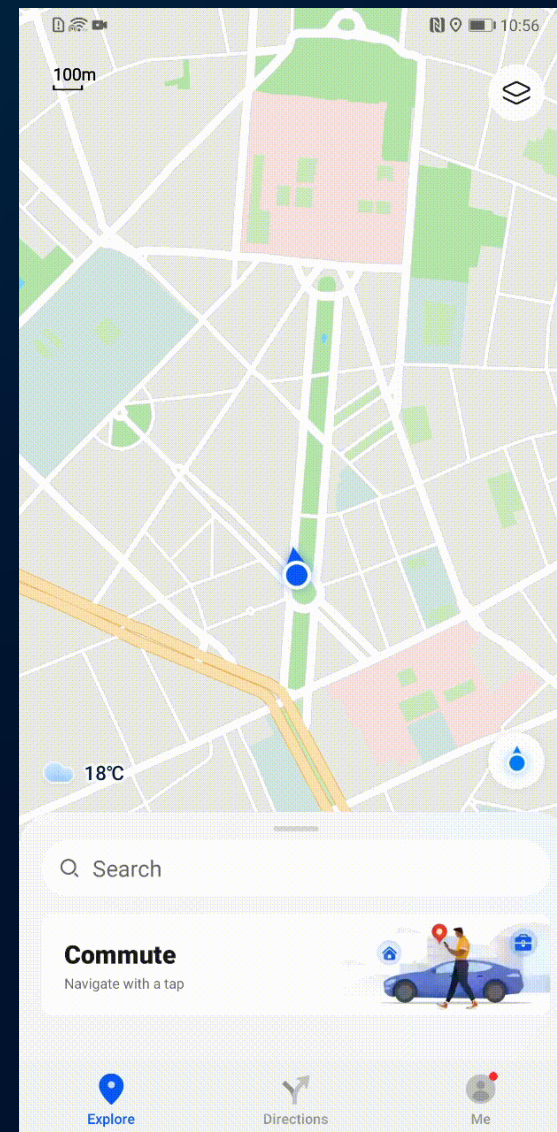 10:56
100m
18°C
Search
Commute
Navigate with a tap
Explore
Directions
Me